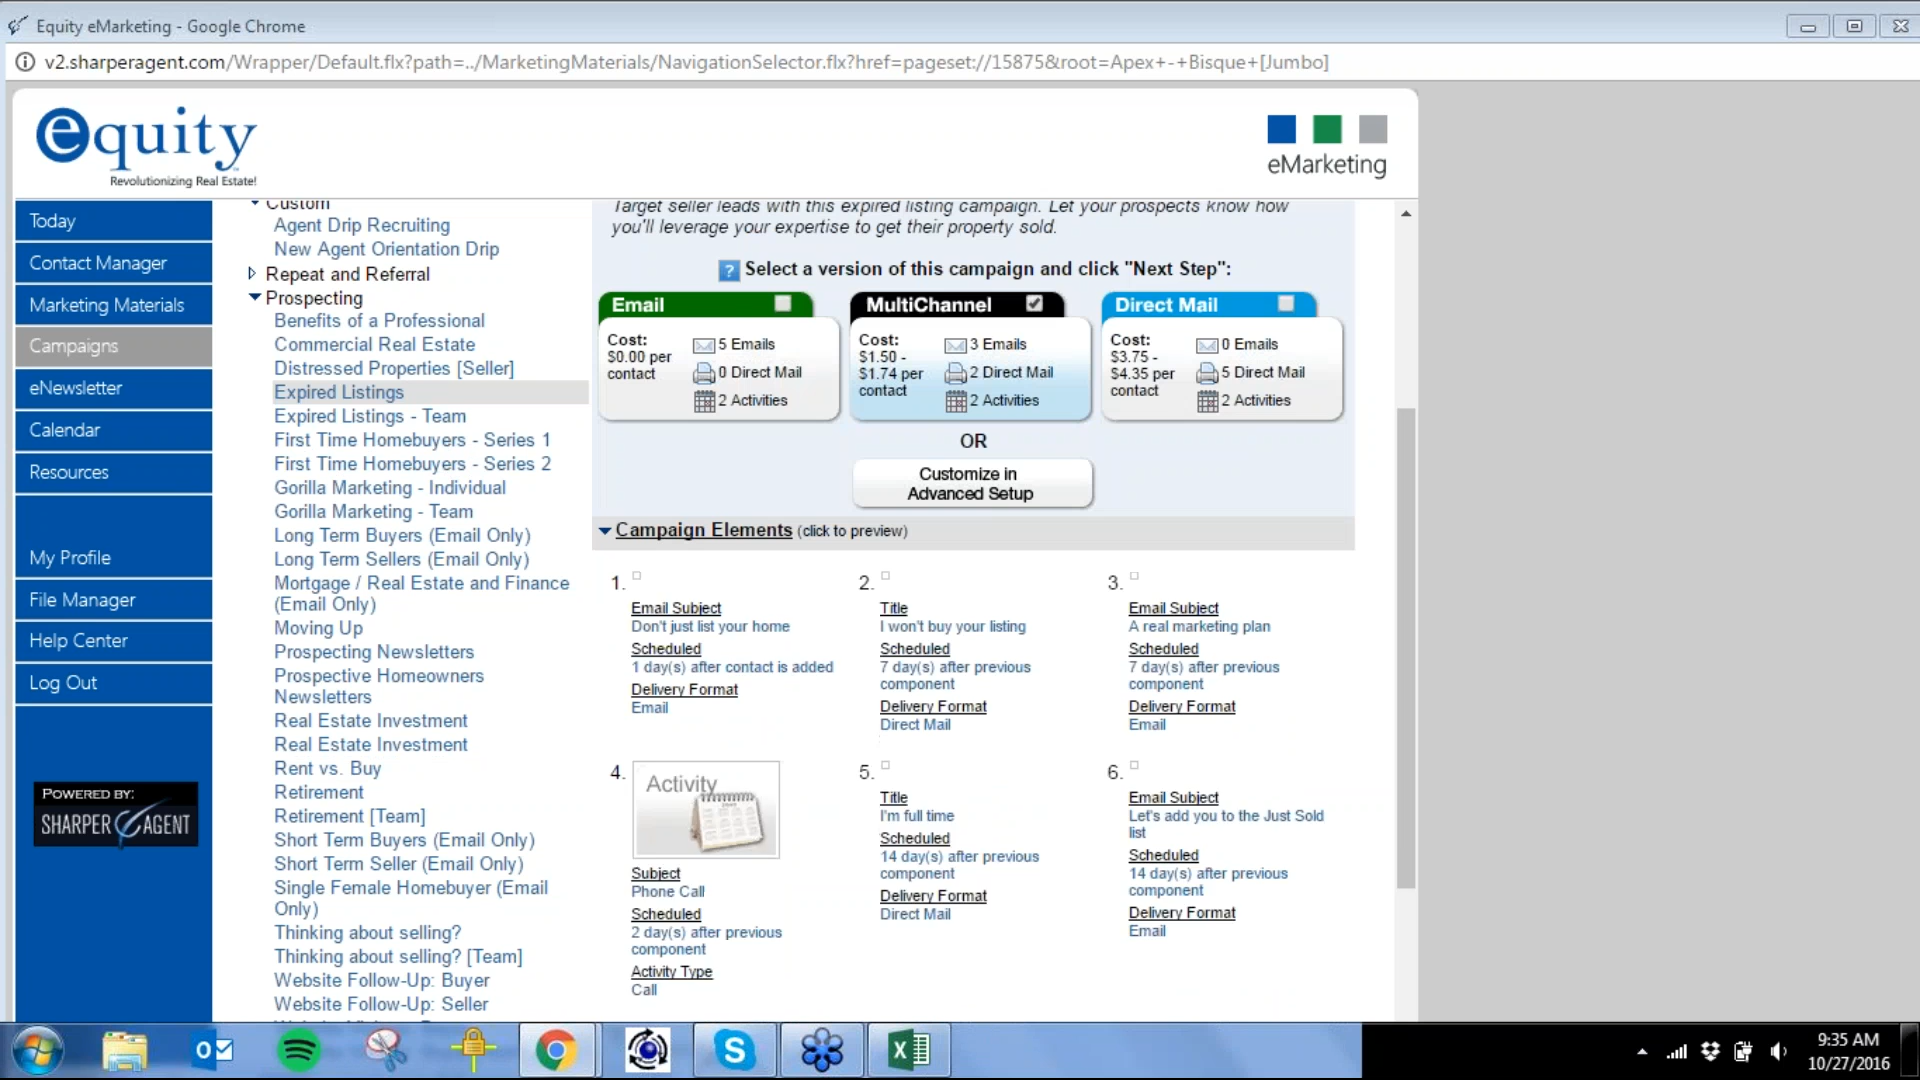 Equity eMarketing - Google Chrome
v2.sharperagent.com/Wrapper/Default.flx?path=../MarketingMaterials/NavigationSelector.flx?href=pageset://15875&root=Apex+-+Bisque+[Jumbo]
equity
Revolutionizing Real Estate!
eMarketing
Today
Contact Manager
Marketing Materials
Campaigns
eNewsletter
Calendar
Resources
My Profile
File Manager
Help Center
Log Out
POWERED BY:
SHARPER AGENT
Custom
Agent Drip Recruiting
New Agent Orientation Drip
Repeat and Referral
Prospecting
Benefits of a Professional
Commercial Real Estate
Distressed Properties [Seller]
Expired Listings
Expired Listings - Team
First Time Homebuyers - Series 1
First Time Homebuyers - Series 2
Gorilla Marketing - Individual
Gorilla Marketing - Team
Long Term Buyers (Email Only)
Long Term Sellers (Email Only)
Mortgage / Real Estate and Finance
(Email Only)
Moving Up
Prospecting Newsletters
Prospective Homeowners
Newsletters
Real Estate Investment
Real Estate Investment
Rent vs. Buy
Retirement
Retirement [Team]
Short Term Buyers (Email Only)
Short Term Seller (Email Only)
Single Female Homebuyer (Email
Only)
Thinking about selling?
Thinking about selling? [Team]
Website Follow-Up: Buyer
Website Follow-Up: Seller
Target seller leads with this expired listing campaign. Let your prospects know how
you'll leverage your expertise to get their property sold.
? Select a version of this campaign and click "Next Step":
Email
Cost:
$0.00 per
contact
5 Emails
0 Direct Mail
2 Activities
MultiChannel
Cost:
$1.50 -
$1.74 per
contact
3 Emails
2 Direct Mail
2 Activities
Direct Mail
Cost:
$3.75 -
$4.35 per
contact
0 Emails
5 Direct Mail
2 Activities
OR
Customize in
Advanced Setup
Campaign Elements (click to preview)
1.
Email Subject
Don't just list your home
Scheduled
1 day(s) after contact is added
Delivery Format
Email
2.
Title
I won't buy your listing
Scheduled
7 day(s) after previous
component
Delivery Format
Direct Mail
3.
Email Subject
A real marketing plan
Scheduled
7 day(s) after previous
component
Delivery Format
Email
4.
Activity
Subject
Phone Call
Scheduled
2 day(s) after previous
component
Activity Type
Call
5.
Title
I'm full time
Scheduled
14 day(s) after previous
component
Delivery Format
Direct Mail
6.
Email Subject
Let's add you to the Just Sold
list
Scheduled
14 day(s) after previous
component
Delivery Format
Email
9:35 AM
10/27/2016